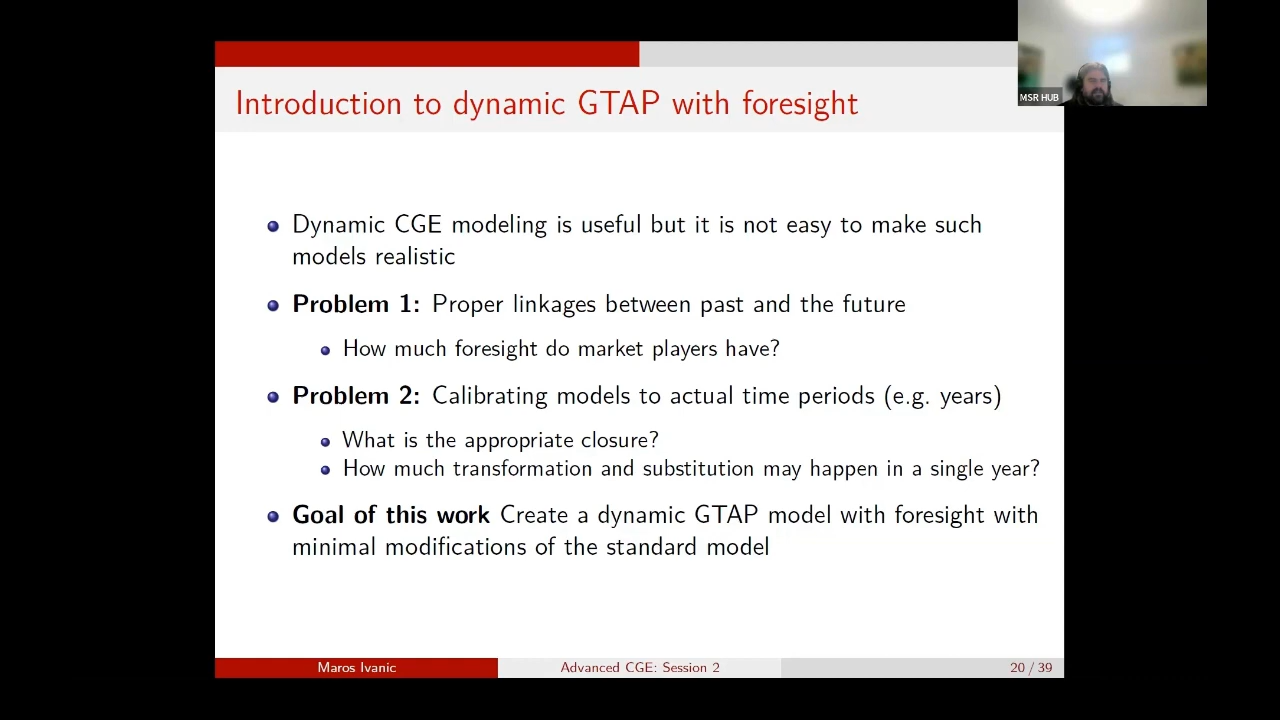 MSR HUB
Introduction to dynamic GTAP with foresight
Dynamic CGE modeling is useful but it is not easy to make such
models realistic
Problem 1: Proper linkages between past and the future
How much foresight do market players have?
Problem 2: Calibrating models to actual time periods (e.g. years)
What is the appropriate closure?
How much transformation and substitution may happen in a single year?
Goal of this work Create a dynamic GTAP model with foresight with
minimal modifications of the standard model
Maros Ivanic
Advanced CGE: Session 2
20 / 39